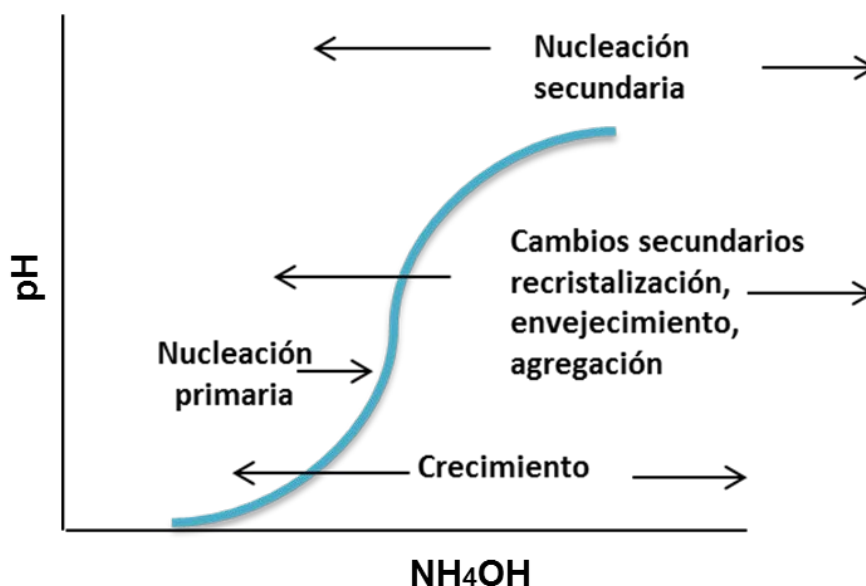 Nucleación
secundaria
Cambios secundarios
recristalización,
envejecimiento,
agregación
pH
Nucleación
primaria
Crecimiento
NH4OH